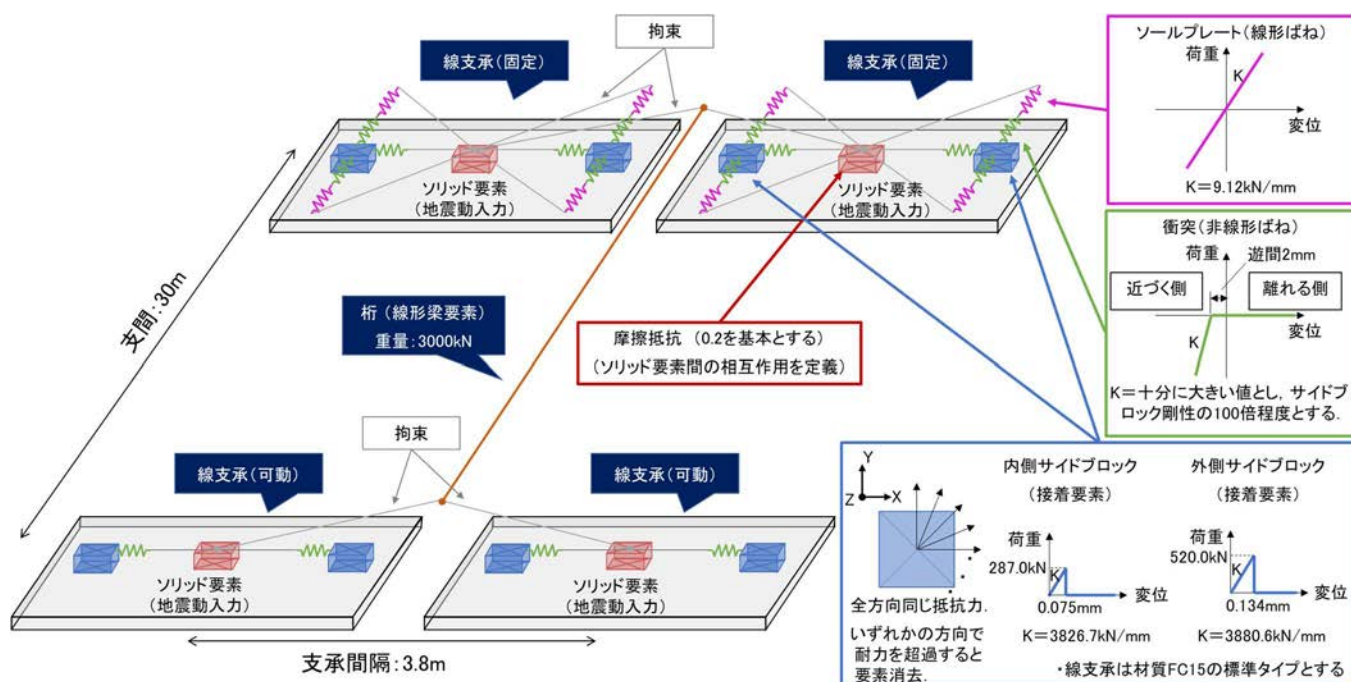 拘束
線支承(固定)
線支承(固定)
ソリッド要素
(地震動入力)
ソリッド要素
(地震動入力)
支間:30m
桁 (線形梁要素)
重量:3000kN
摩擦抵抗 (0.2を基本とする)
(ソリッド要素間の相互作用を定義)
拘束
線支承(可動)
線支承(可動)
ソリッド要素
(地震動入力)
ソリッド要素
(地震動入力)
支承間隔:3.8m
ソールプレート(線形ばね)
荷重
K
変位
K=9.12kN/mm
衝突(非線形ばね)
荷重
遊間2mm
近づく側
離れる側
変位
K
K=十分に大きい値とし,サイドブ
ロック剛性の100倍程度とする.
Y
Z
X
全方向同じ抵抗力.
いずれかの方向で
耐力を超過すると
要素消去.
内側サイドブロック
(接着要素)
荷重
287.0kN
K
変位
0.075mm
K=3826.7kN/mm
外側サイドブロック
(接着要素)
荷重
520.0kN
K
変位
0.134mm
K=3880.6kN/mm
・線支承は材質FC15の標準タイプとする